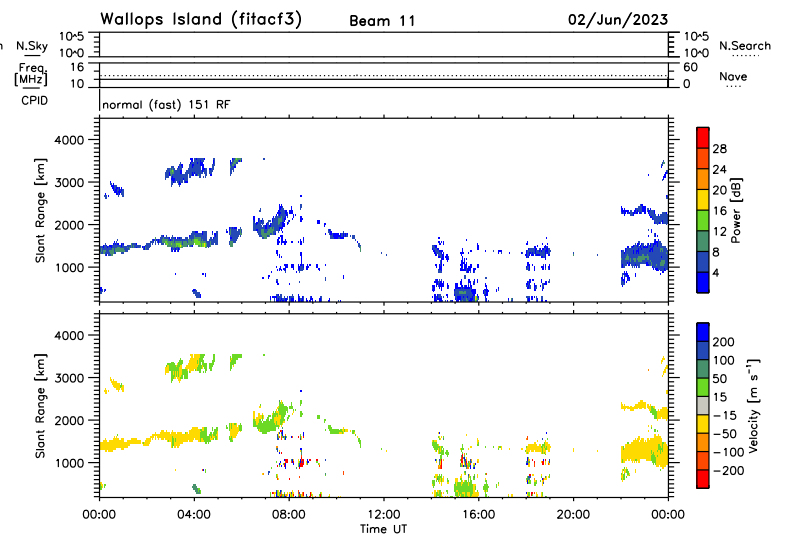 Wallops Island (fitacf3) Beam 11 02/Jun/2023
n N.Sky 10^5 10^0 10^5 10^0 N.Search
Freq. [MHz] 16 10 60 0 Nave
CPID normal (fast) 151 RF
Slant Range [km] 4000 3000 2000 1000
28 24 20 16 12 8 4 Power [dB]
Slant Range [km] 4000 3000 2000 1000
200 100 50 15 −15 −50 −100 −200 Velocity [m s⁻¹]
00:00 04:00 08:00 12:00 16:00 20:00 00:00
Time UT